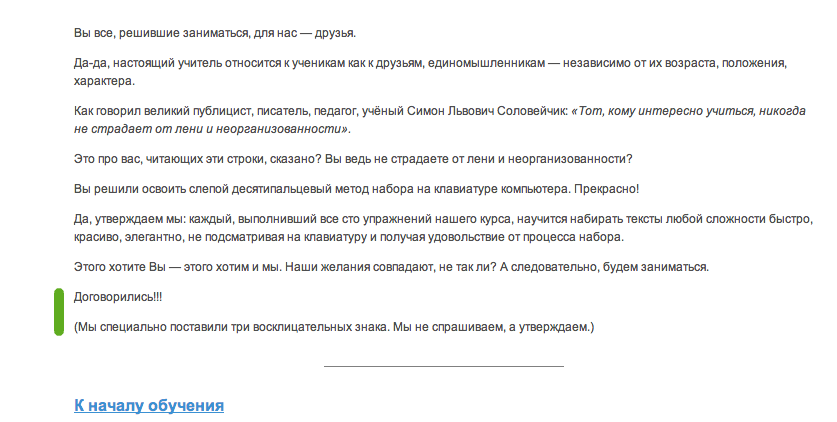 Вы все, решившие заниматься, для нас — друзья.
Да-да, настоящий учитель относится к ученикам как к друзьям, единомышленникам — независимо от их возраста, положения,
характера.
Как говорил великий публицист, писатель, педагог, учёный Симон Львович Соловейчик: «Тот, кому интересно учиться, никогда
не страдает от лени и неорганизованности».
Это про вас, читающих эти строки, сказано? Вы ведь не страдаете от лени и неорганизованности?
Вы решили освоить слепой десятипальцевый метод набора на клавиатуре компьютера. Прекрасно!
Да, утверждаем мы: каждый, выполнивший все сто упражнений нашего курса, научится набирать тексты любой сложности быстро,
красиво, элегантно, не подсматривая на клавиатуру и получая удовольствие от процесса набора.
Этого хотите Вы — этого хотим и мы. Наши желания совпадают, не так ли? А следовательно, будем заниматься.
Договорились!!!
(Мы специально поставили три восклицательных знака. Мы не спрашиваем, а утверждаем.)
К началу обучения